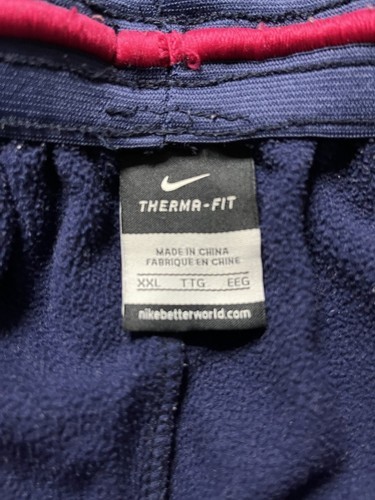 THERMA-FIT
MADE IN CHINA
FABRIQUE EN CHINE
XXL TTG EEG
nikebetterworld.com